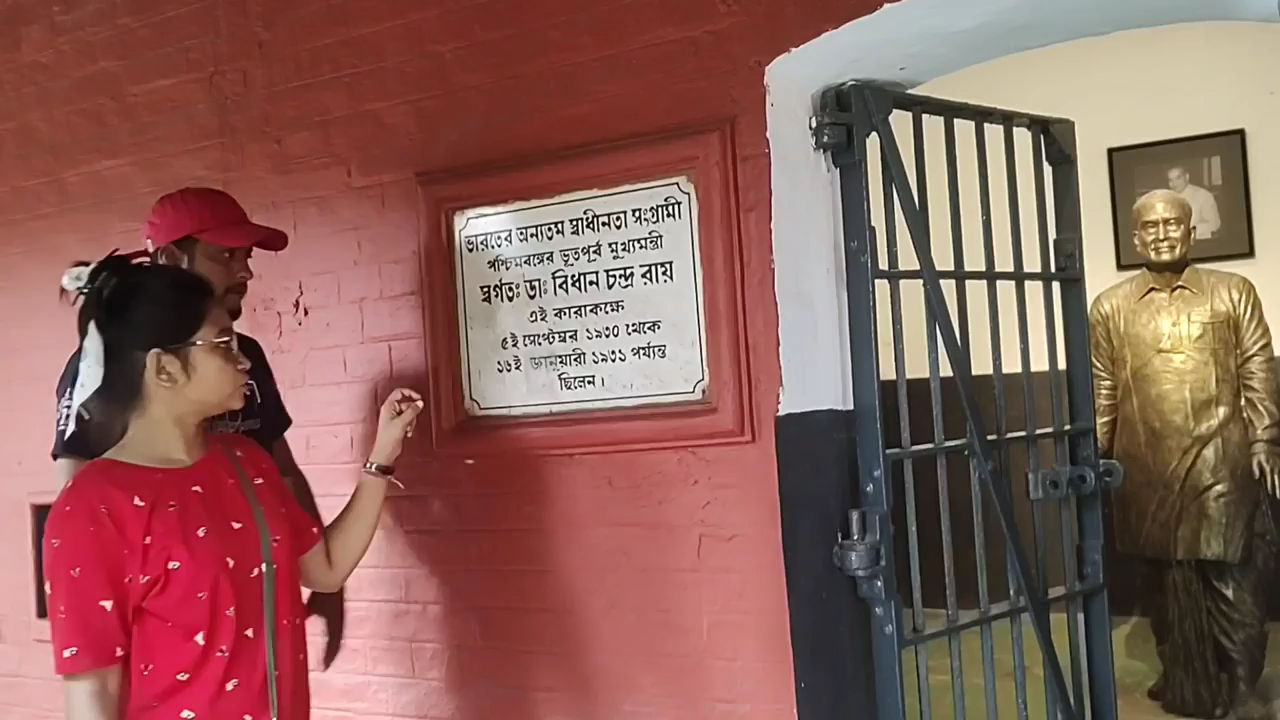 ভারতের অন্যতম স্বাধীনতা সংগ্রামী
পশ্চিমবঙ্গের ভূতপূর্ব মুখ্যমন্ত্রী
স্বর্গতঃ ডাঃ বিধান চন্দ্র রায়
এই কারাকক্ষে
৫ই সেপ্টেম্বর ১৯৩০ থেকে
১৬ই জানুয়ারী ১৯৩১ পর্য্যন্ত
ছিলেন।